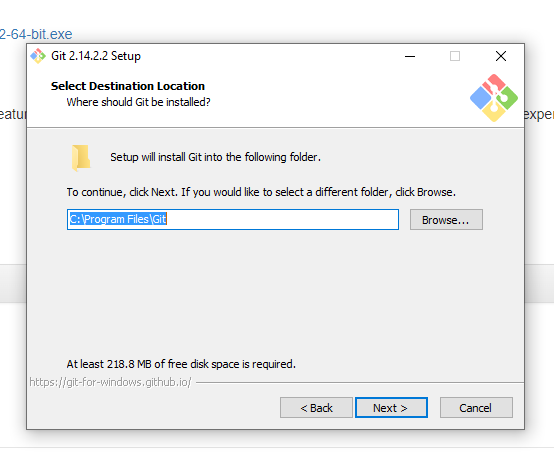 2-64-bit.exe
Git 2.14.2.2 Setup
Select Destination Location
Where should Git be installed?
Setup will install Git into the following folder.
To continue, click Next. If you would like to select a different folder, click Browse.
C:\Program Files\Git
Browse...
At least 218.8 MB of free disk space is required.
https://git-for-windows.github.io/
< Back
Next >
Cancel